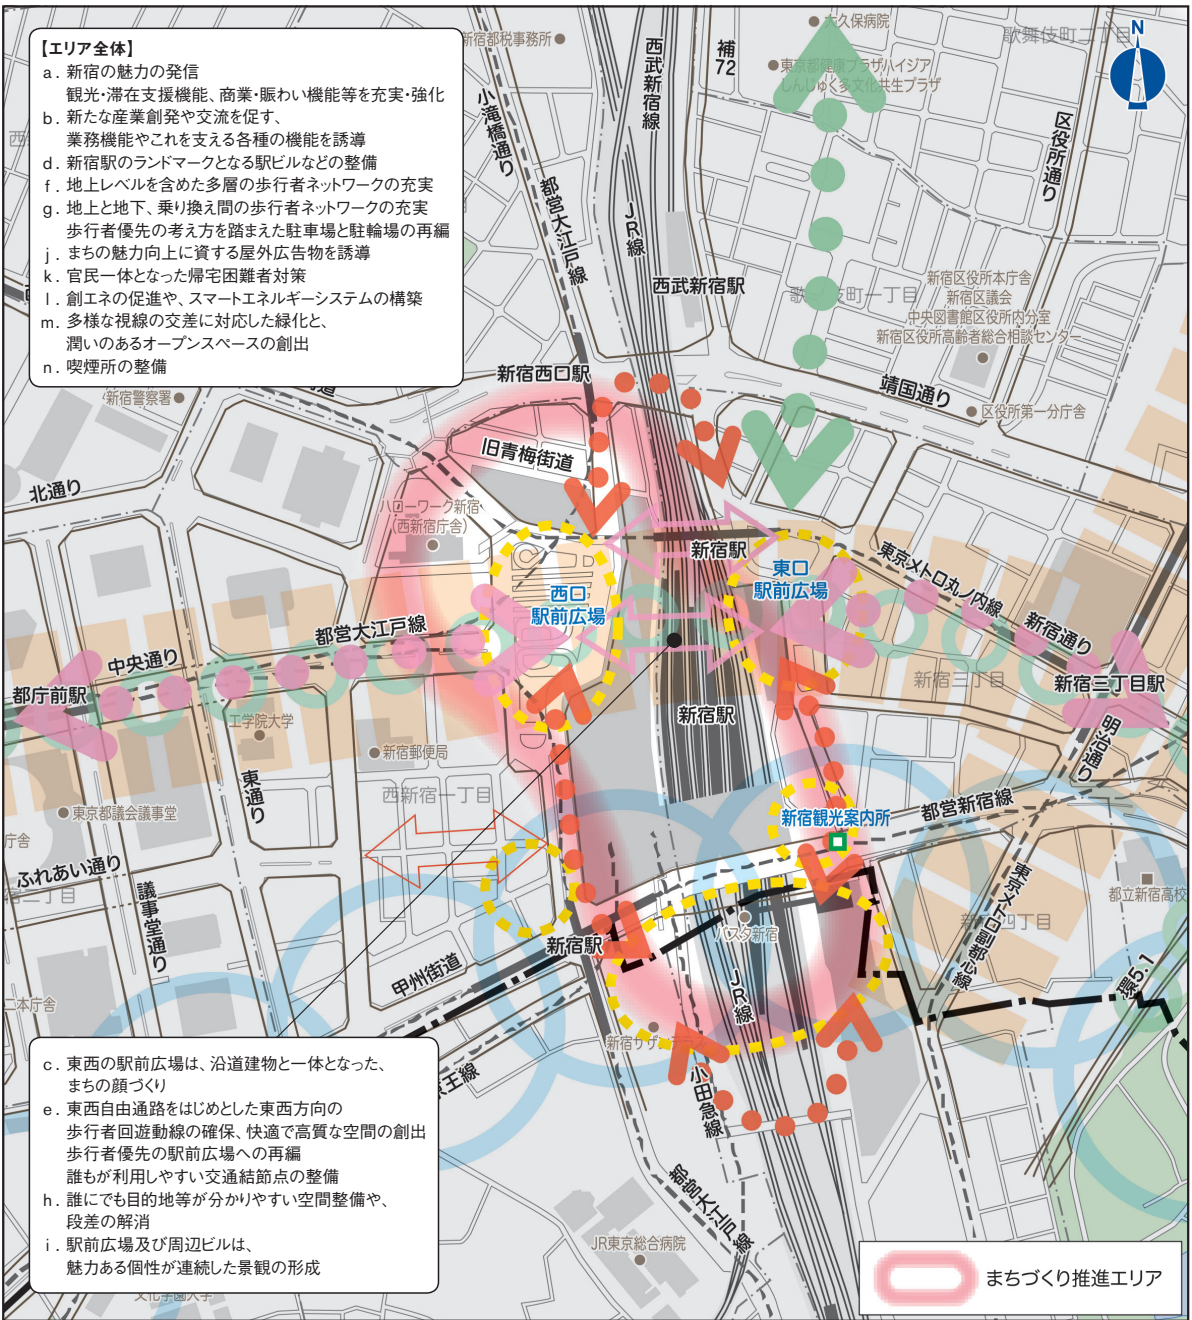 【エリア全体】
a. 新宿の魅力の発信
観光・滞在支援機能、商業・賑わい機能等を充実・強化
b. 新たな産業創発や交流を促す、
業務機能やこれを支える各種の機能を誘導
d. 新宿駅のランドマークとなる駅ビルなどの整備
f. 地上レベルを含めた多層の歩行者ネットワークの充実
g. 地上と地下、乗り換え間の歩行者ネットワークの充実
歩行者優先の考え方を踏まえた駐車場と駐輪場の再編
j. まちの魅力向上に資する屋外広告物を誘導
k. 官民一体となった帰宅困難者対策
l. 創エネの促進や、スマートエネルギーシステムの構築
m. 多様な視線の交差に対応した緑化と、
潤いのあるオープンスペースの創出
n. 喫煙所の整備
新宿都税事務所
小滝橋通り
西武新宿線
補72
大久保病院
歌舞伎町二丁目
N
東京都健康プラザハイジア
しんじゅく多文化共生プラザ
区役所通り
都営大江戸線
JR線
西武新宿駅
歌舞伎町一丁目
新宿区役所本庁舎
新宿区議会
中央図書館区役所内分室
新宿区役所高齢者総合相談センター
新宿西口駅
靖国通り
区役所第一分庁舎
新宿警察署
旧青梅街道
北通り
ハローワーク新宿
(西新宿庁舎)
新宿駅
西口
駅前広場
東口
駅前広場
東京メトロ丸ノ内線
新宿通り
都営大江戸線
中央通り
都庁前駅
新宿三丁目
新宿三丁目駅
工学院大学
新宿駅
明治通り
新宿郵便局
東通り
西新宿一丁目
東京都議会議事堂
庁舎
新宿観光案内所
都営新宿線
ふれあい通り
議事堂通り
東京メトロ副都心線
都立新宿高校
新宿駅
バスタ新宿
甲州街道
二本庁舎
JR線
環5.1
新宿サザンテラス
京王線
小田急線
都営大江戸線
JR東京総合病院
文化学園大学
c. 東西の駅前広場は、沿道建物と一体となった、
まちの顔づくり
e. 東西自由通路をはじめとした東西方向の
歩行者回遊動線の確保、快適で高質な空間の創出
歩行者優先の駅前広場への再編
誰もが利用しやすい交通結節点の整備
h. 誰にでも目的地等が分かりやすい空間整備や、
段差の解消
i. 駅前広場及び周辺ビルは、
魅力ある個性が連続した景観の形成
まちづくり推進エリア